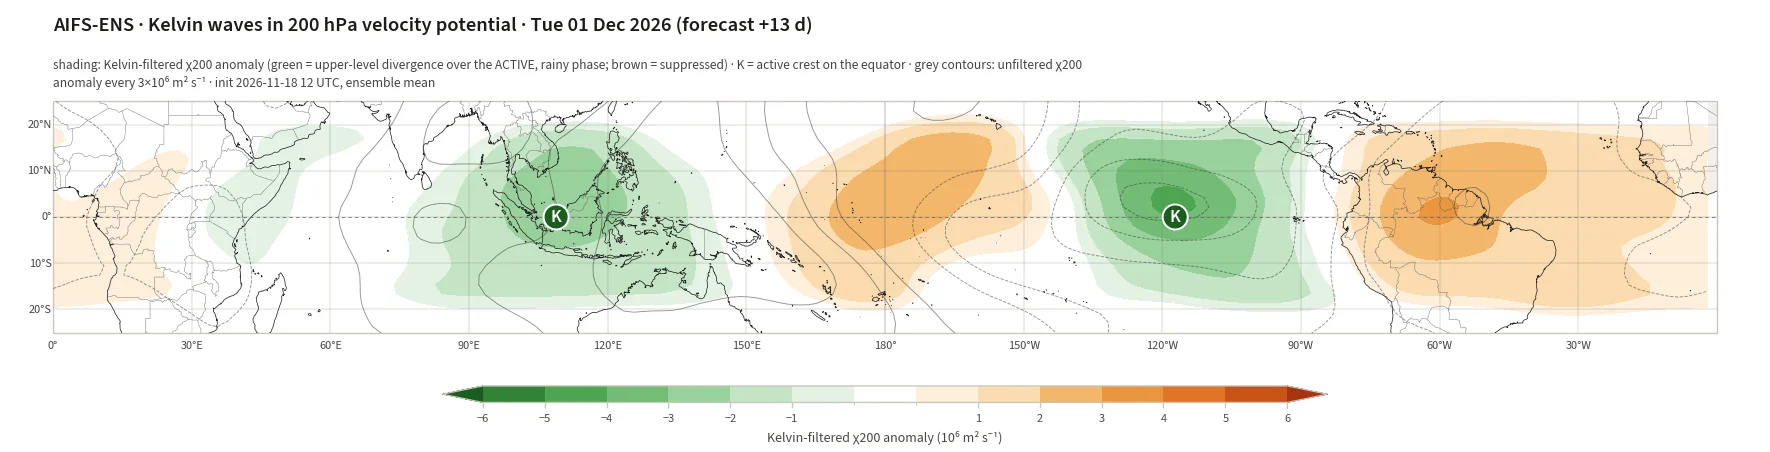 AIFS-ENS · Kelvin waves in 200 hPa velocity potential · Tue 01 Dec 2026 (forecast +13 d)
shading: Kelvin-filtered χ200 anomaly (green = upper-level divergence over the ACTIVE, rainy phase; brown = suppressed) · K = active crest on the equator · grey contours: unfiltered χ200
anomaly every 3×10⁶ m² s⁻¹ · init 2026-11-18 12 UTC, ensemble mean
20°N
10°N
0°
K K
10°S
20°S
0° 30°E 60°E 90°E 120°E 150°E 180° 150°W 120°W 90°W 60°W 30°W
−6 −5 −4 −3 −2 −1 1 2 3 4 5 6
Kelvin-filtered χ200 anomaly (10⁶ m² s⁻¹)